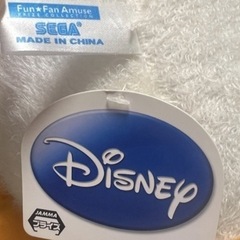 Fun★Fan Amuse
PRIZE COLLECTION
SEGA
MADE IN CHINA
Disney
JAMMA
プライズ